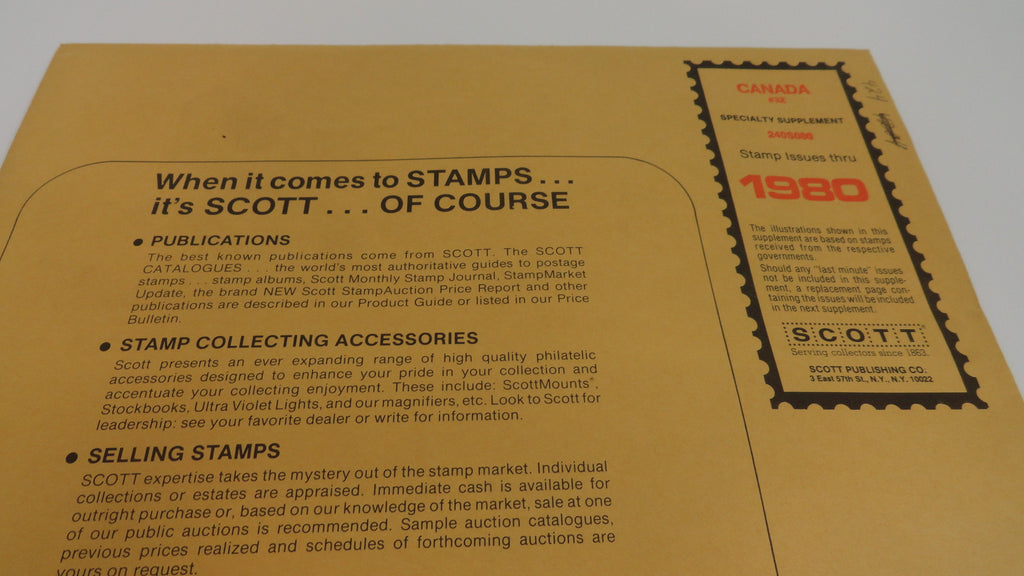 When it comes to STAMPS...
it's SCOTT ... OF COURSE
● PUBLICATIONS
The best known publications come from SCOTT. The SCOTT
CATALOGUES ... the world's most authoritative guides to postage
stamps ... stamp albums, Scott Monthly Stamp Journal, StampMarket
Update, the brand NEW Scott StampAuction Price Report and other
publications are described in our Product Guide or listed in our Price
Bulletin.
● STAMP COLLECTING ACCESSORIES
Scott presents an ever expanding range of high quality philatelic
accessories designed to enhance your pride in your collection and
accentuate your collecting enjoyment. These include: ScottMounts®,
Stockbooks, Ultra Violet Lights, and our magnifiers, etc. Look to Scott for
leadership: see your favorite dealer or write for information.
● SELLING STAMPS
SCOTT expertise takes the mystery out of the stamp market. Individual
collections or estates are appraised. Immediate cash is available for
outright purchase or, based on our knowledge of the market, sale at one
of our public auctions is recommended. Sample auction catalogues,
previous prices realized and schedules of forthcoming auctions are
yours on request.
CANADA
#32
SPECIALTY SUPPLEMENT
240S080
Stamp Issues thru
1980
The illustrations shown in this
supplement are based on stamps
received from the respective
governments.
Should any "last minute" issues
not be included in this supple-
ment, a replacement page con-
taining the issues will be included
in the next supplement.
SCOTT
Serving collectors since 1863.
SCOTT PUBLISHING CO.
3 East 57th St., N.Y., N.Y. 10022